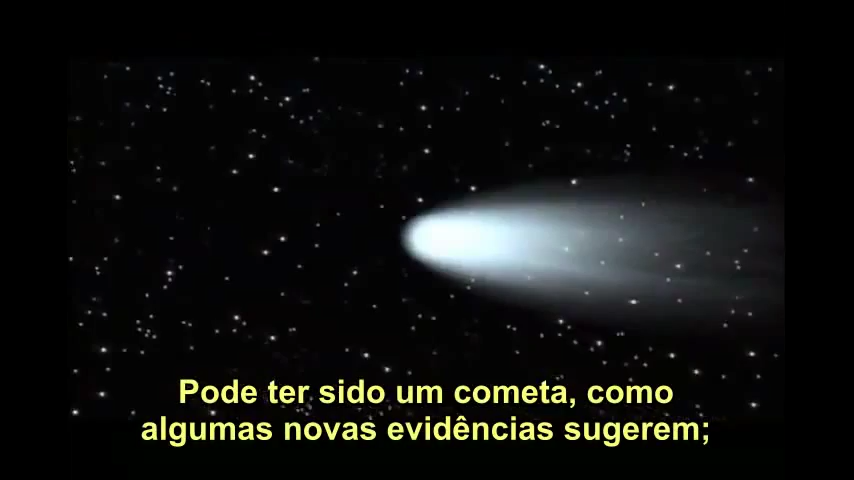 Pode ter sido um cometa, como
algumas novas evidências sugerem;